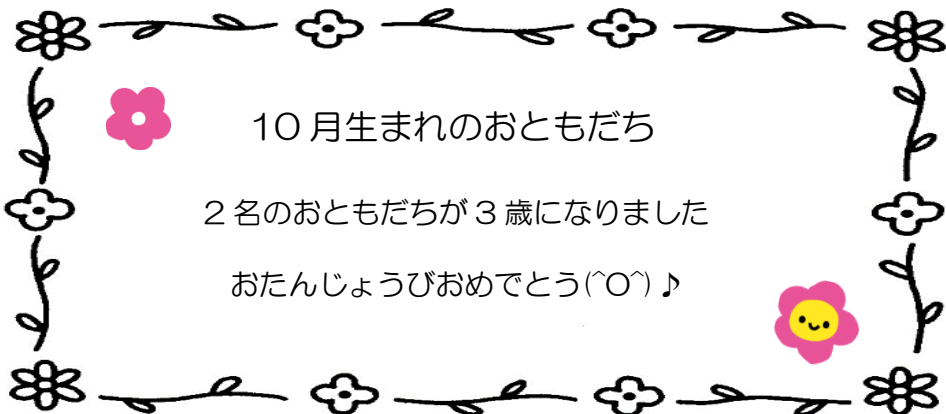 10月生まれのおともだち
２名のおともだちが３歳になりました
おたんじょうびおめでとう(^O^)♪